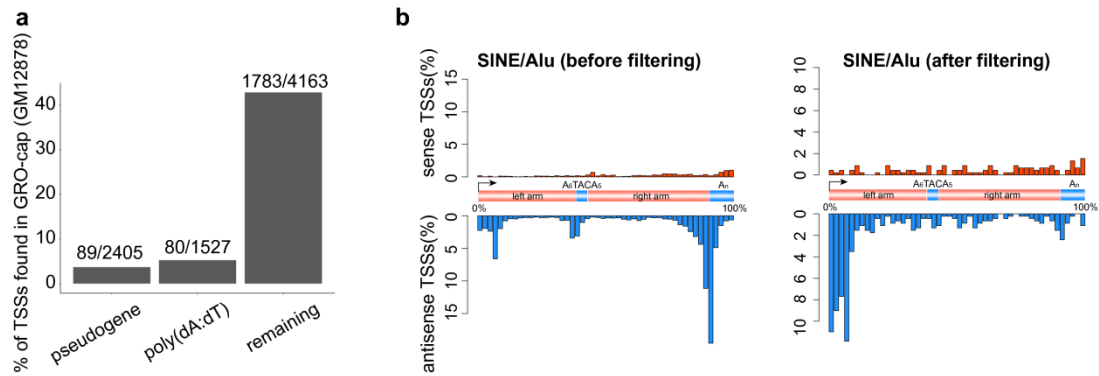 a
% of TSSs found in GRO-cap (GM12878)
40
30
20
10
0
89/2405
80/1527
1783/4163
pseudogene
poly(dA:dT)
remaining
b
SINE/Alu (before filtering)
sense TSSs(%)
15
10
5
0
A₆TACA₅
Aₙ
left arm
right arm
0%
100%
antisense TSSs(%)
0
5
10
15
SINE/Alu (after filtering)
10
8
6
4
2
0
A₆TACA₅
Aₙ
left arm
right arm
0%
100%
0
2
4
6
8
10